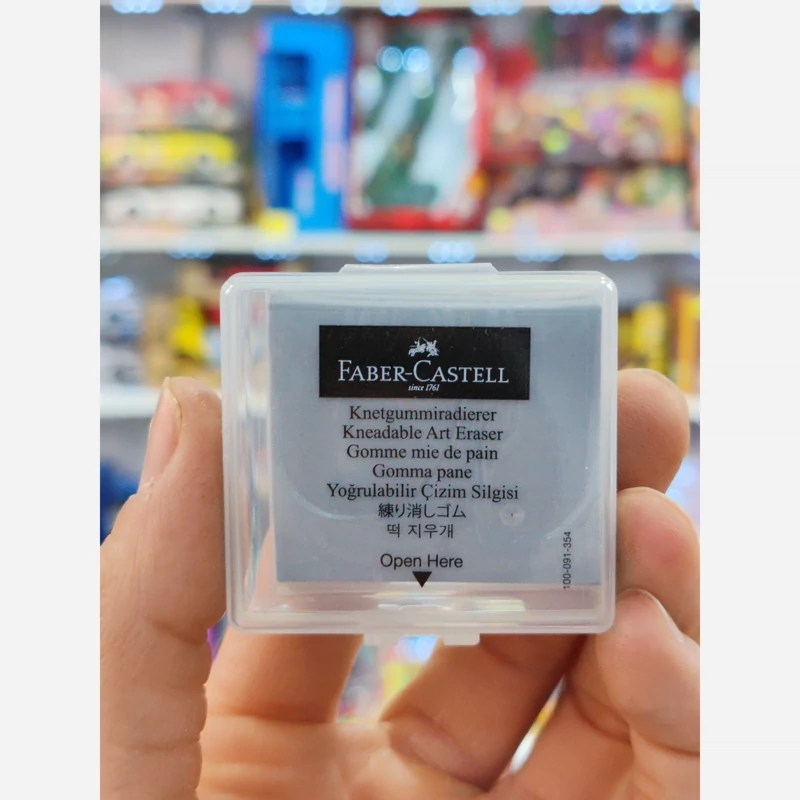 FABER-CASTELL
since 1761
Knetgummiradierer
Kneadable Art Eraser
Gomme mie de pain
Gomma pane
Yoğrulabilir Çizim Silgisi
練り消しゴム
떡 지우개
Open Here
100-091-354